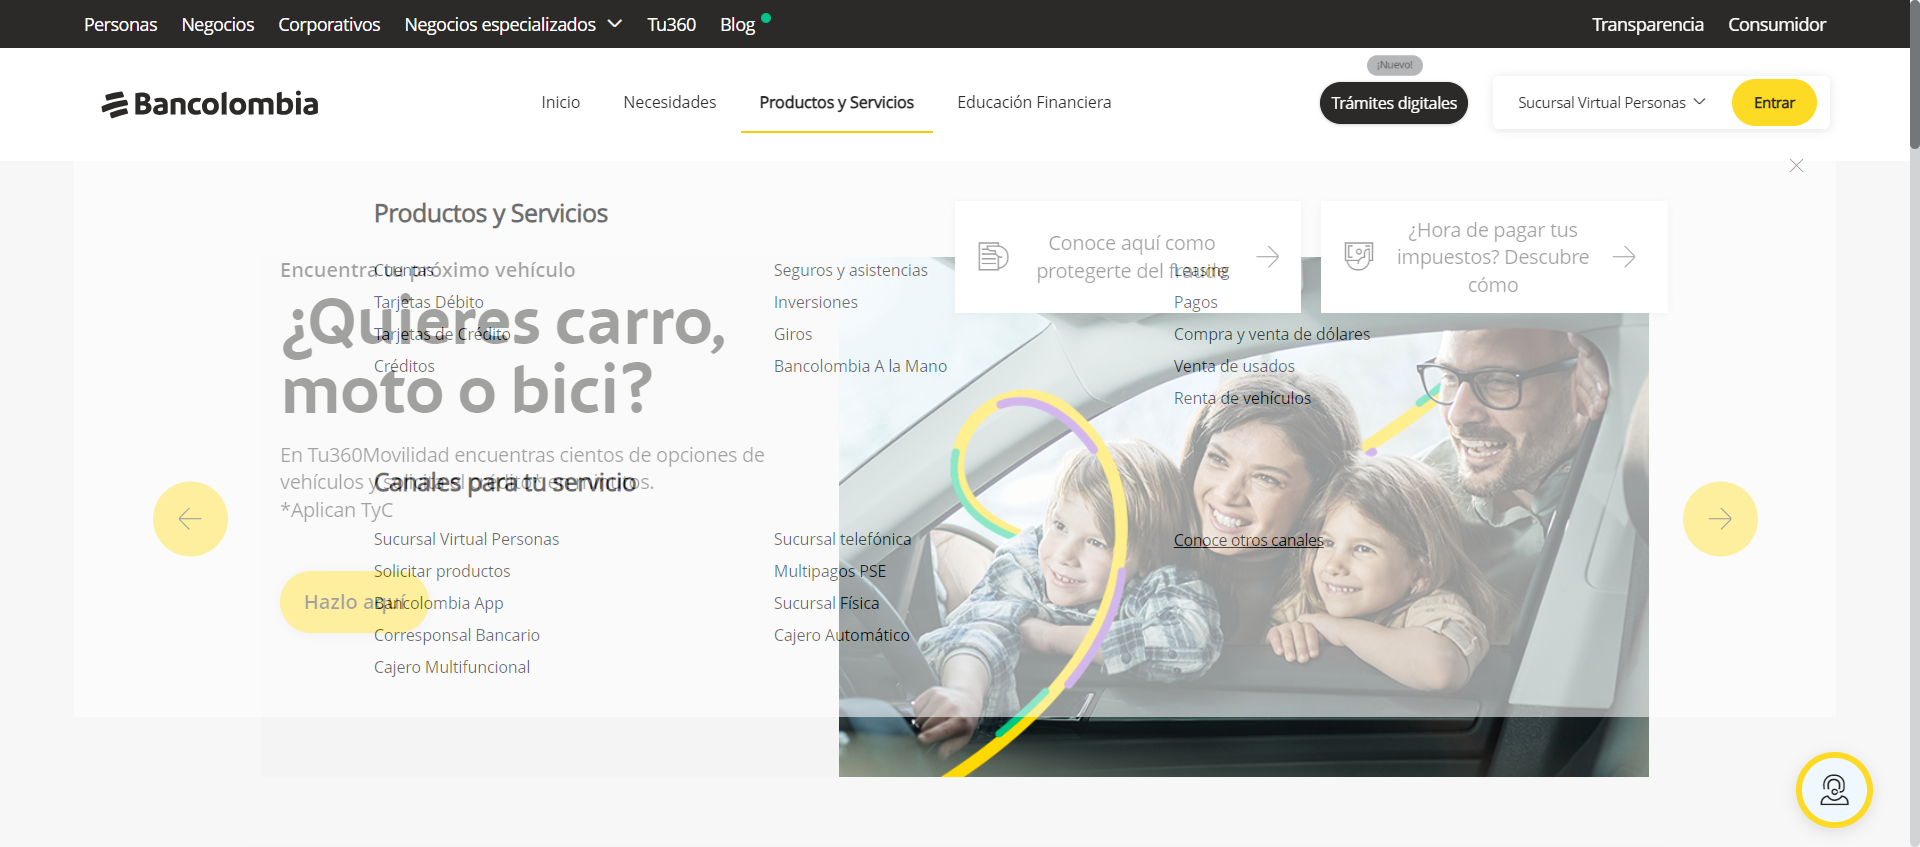 Personas Negocios Corporativos Negocios especializados Tu360 Blog Transparencia Consumidor
¡Nuevo!
Bancolombia Inicio Necesidades Productos y Servicios Educación Financiera Trámites digitales Sucursal Virtual Personas Entrar
Productos y Servicios
Cuentas
Tarjetas Débito
Tarjetas de Crédito
Créditos
Seguros y asistencias
Inversiones
Giros
Bancolombia A la Mano
Leasing
Pagos
Compra y venta de dólares
Venta de usados
Renta de vehículos
Conoce aquí como
protegerte del fraude
¿Hora de pagar tus
impuestos? Descubre
cómo
Encuentra tu próximo vehículo
¿Quieres carro,
moto o bici?
En Tu360Movilidad encuentras cientos de opciones de
vehículos y solicita el crédito en minutos.
*Aplican TyC
Hazlo aquí
Canales para tu servicio
Sucursal Virtual Personas
Solicitar productos
Bancolombia App
Corresponsal Bancario
Cajero Multifuncional
Sucursal telefónica
Multipagos PSE
Sucursal Física
Cajero Automático
Conoce otros canales